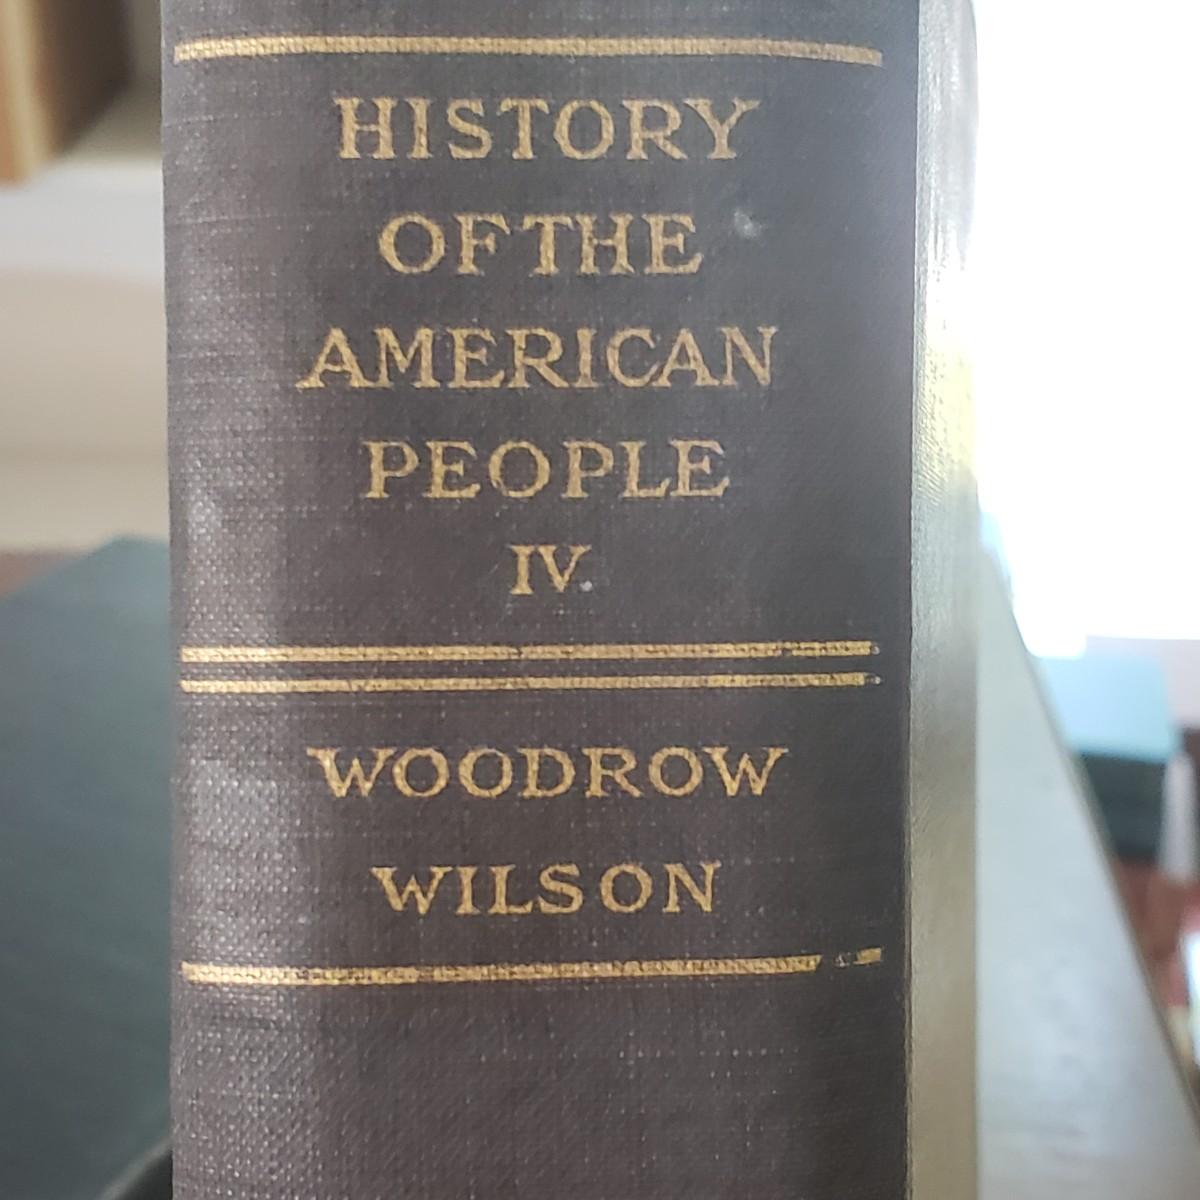 HISTORY
OF THE
AMERICAN
PEOPLE
IV.
WOODROW
WILSON